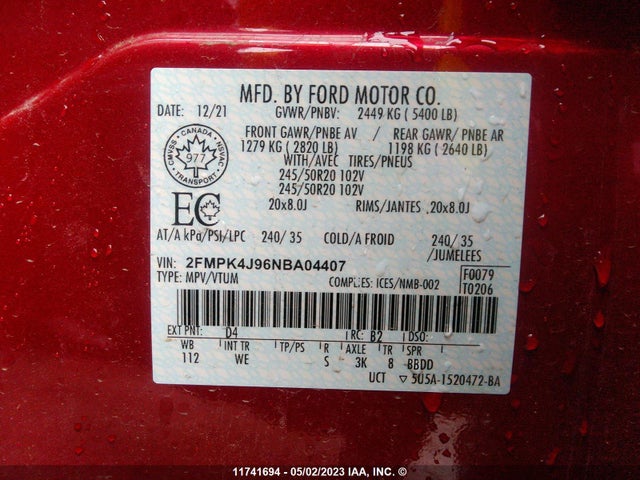 MFD. BY FORD MOTOR CO.
DATE: 12/21 GVWR/PNBV: 2449 KG ( 5400 LB)
FRONT GAWR/PNBE AV / REAR GAWR/ PNBE AR
1279 KG ( 2820 LB) 1198 KG ( 2640 LB)
WITH/AVEC TIRES/PNEUS
245/50R20 102V
245/50R20 102V
20x8.0J RIMS/JANTES ,20x8.0J
CANADA
CMVSS NSVAC
977
TRANSPORT
EC
AT/A kPa/PSI/LPC 240/ 35 COLD/A FROID 240/ 35
/JUMELEES
VIN: 2FMPK4J96NBA04407
TYPE: MPV/VTUM COMPLIES: ICES/NMB-002
F0079
T0206
EXT PNT: D4 RC: B2 DSO:
WB INT TR TP/PS R AXLE TR SPR
112 WE S 3K 8 BBDD
UCT ▽ 5U5A-1520472-BA
11741694 - 05/02/2023 - IAA, INC. ©